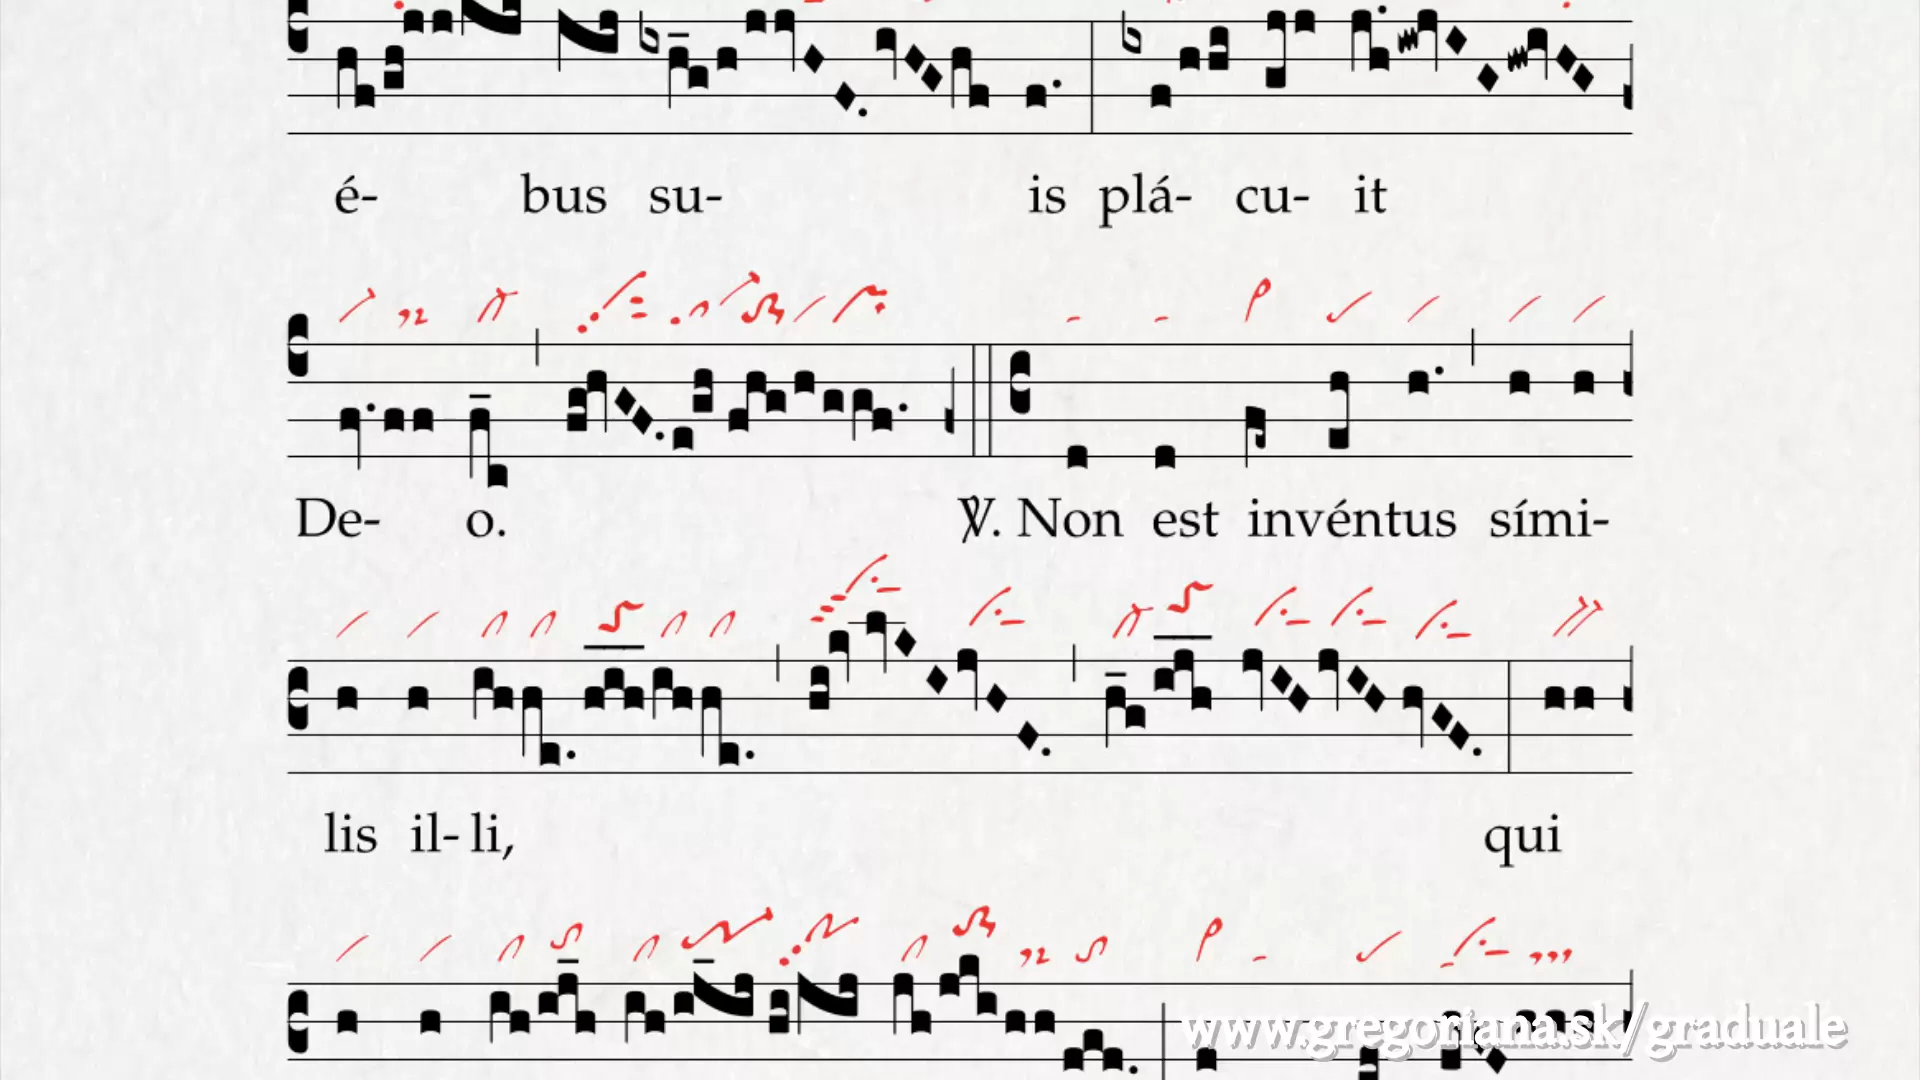 é- bus su- is plá- cu- it
De- o. ℣. Non est invéntus sími-
lis il- li, qui
www.gregoriana.sk/graduale